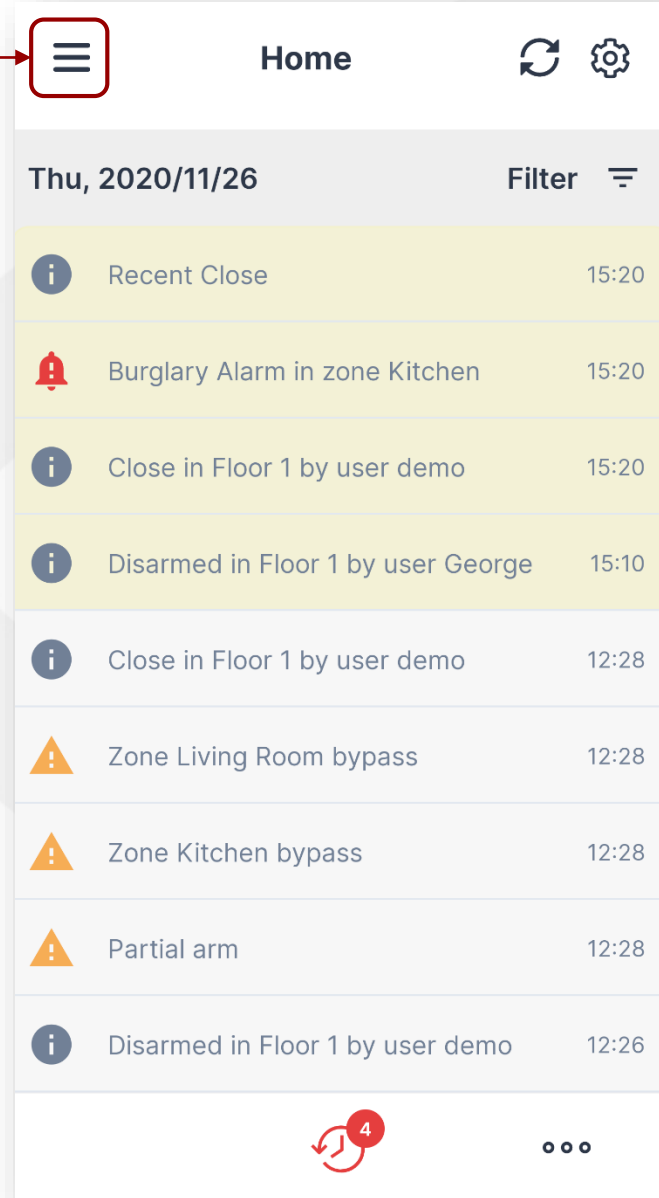 Home
Thu, 2020/11/26 Filter
Recent Close 15:20
Burglary Alarm in zone Kitchen 15:20
Close in Floor 1 by user demo 15:20
Disarmed in Floor 1 by user George 15:10
Close in Floor 1 by user demo 12:28
Zone Living Room bypass 12:28
Zone Kitchen bypass 12:28
Partial arm 12:28
Disarmed in Floor 1 by user demo 12:26
4